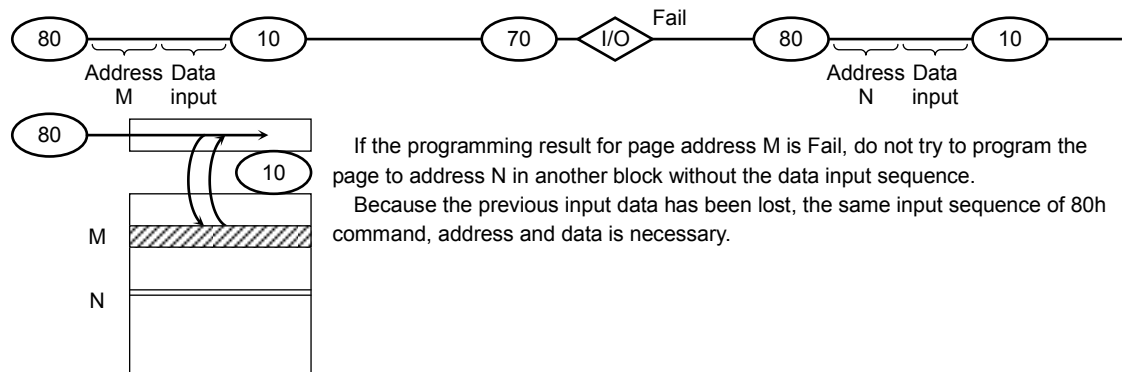 Fail
80 10 70 I/O 80 10
Address Data Address Data
M input N input
80
If the programming result for page address M is Fail, do not try to program the
10
page to address N in another block without the data input sequence.
Because the previous input data has been lost, the same input sequence of 80h
M
command, address and data is necessary.
N